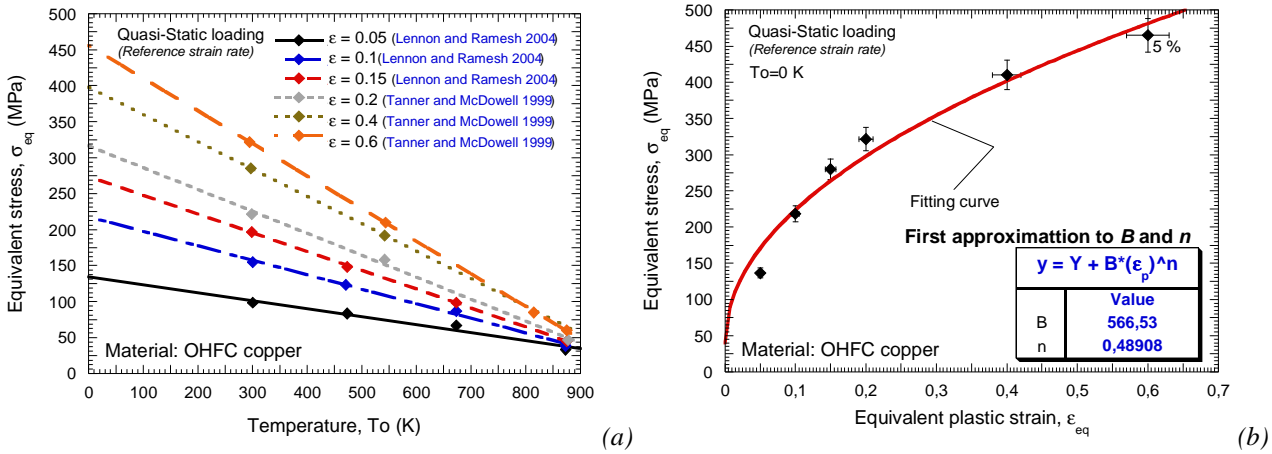 500
450
400
350
300
250
200
150
100
50
0
Equivalent stress, σeq (MPa)
Quasi-Static loading
(Reference strain rate)
ε = 0.05 (Lennon and Ramesh 2004)
ε = 0.1(Lennon and Ramesh 2004)
ε = 0.15(Lennon and Ramesh 2004)
ε = 0.2 (Tanner and McDowell 1999)
ε = 0.4 (Tanner and McDowell 1999)
ε = 0.6 (Tanner and McDowell 1999)
Material: OHFC copper
0 100 200 300 400 500 600 700 800 900
Temperature, To (K)
(a)
500
450
400
350
300
250
200
150
100
50
0
Equivalent stress, σeq (MPa)
Quasi-Static loading
(Reference strain rate)
To=0 K
5 %
Fitting curve
First approximattion to B and n
y = Y + B*(εp)^n
Value
B 566,53
n 0,48908
Material: OHFC copper
0 0,1 0,2 0,3 0,4 0,5 0,6 0,7
Equivalent plastic strain, εeq
(b)